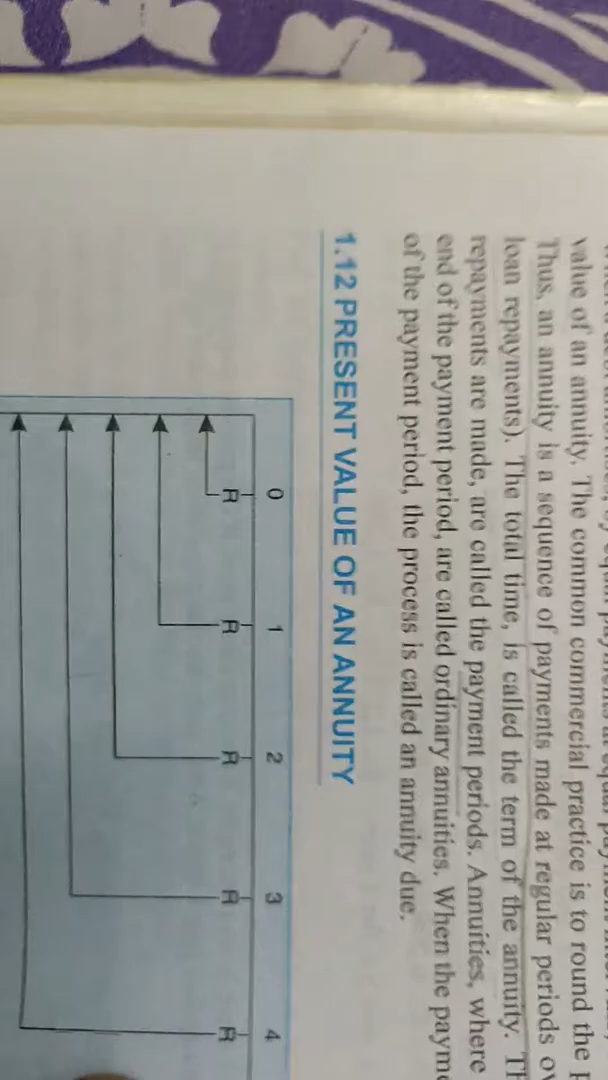 value of an annuity. The common commercial practice is to round the
Thus, an annuity is a sequence of payments made at regular periods
loan repayments). The total time, is called the term of the annuity.
repayments are made, are called the payment periods. Annuities, where
end of the payment period, are called ordinary annuities. When the
of the payment period, the process is called an annuity due.
1.12 PRESENT VALUE OF AN ANNUITY
0 1 2 3 4
R R R R R